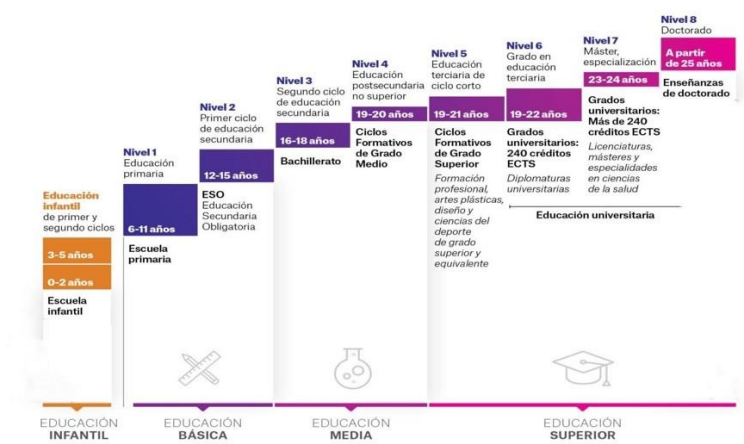 Educación
infantil
de primer y
segundo ciclos
3-5 años
0-2 años
Escuela
infantil
Nivel 1
Educación
primaria
6-11 años
Escuela
primaria
Nivel 2
Primer ciclo
de educación
secundaria
12-15 años
ESO
Educación
Secundaria
Obligatoria
Nivel 3
Segundo ciclo
de educación
secundaria
16-18 años
Bachillerato
Nivel 4
Educación
postsecundaria
no superior
19-20 años
Ciclos
Formativos
de Grado
Medio
Nivel 5
Educación
terciaria de
ciclo corto
19-21 años
Ciclos
Formativos
de Grado
Superior
Formación
profesional,
artes plásticas,
diseño y
ciencias del
deporte
de grado
superior y
equivalente
Nivel 6
Grado en
educación
terciaria
19-22 años
Grados
universitarios:
240 créditos
ECTS
Diplomaturas
universitarias
Nivel 7
Máster,
especialización
23-24 años
Grados
universitarios:
Más de 240
créditos ECTS
Licenciaturas,
másteres y
especialidades
en ciencias
de la salud
Nivel 8
Doctorado
A partir
de 25 años
Enseñanzas
de doctorado
Educación universitaria
EDUCACIÓN
INFANTIL
EDUCACIÓN
BÁSICA
EDUCACIÓN
MEDIA
EDUCACIÓN
SUPERIOR